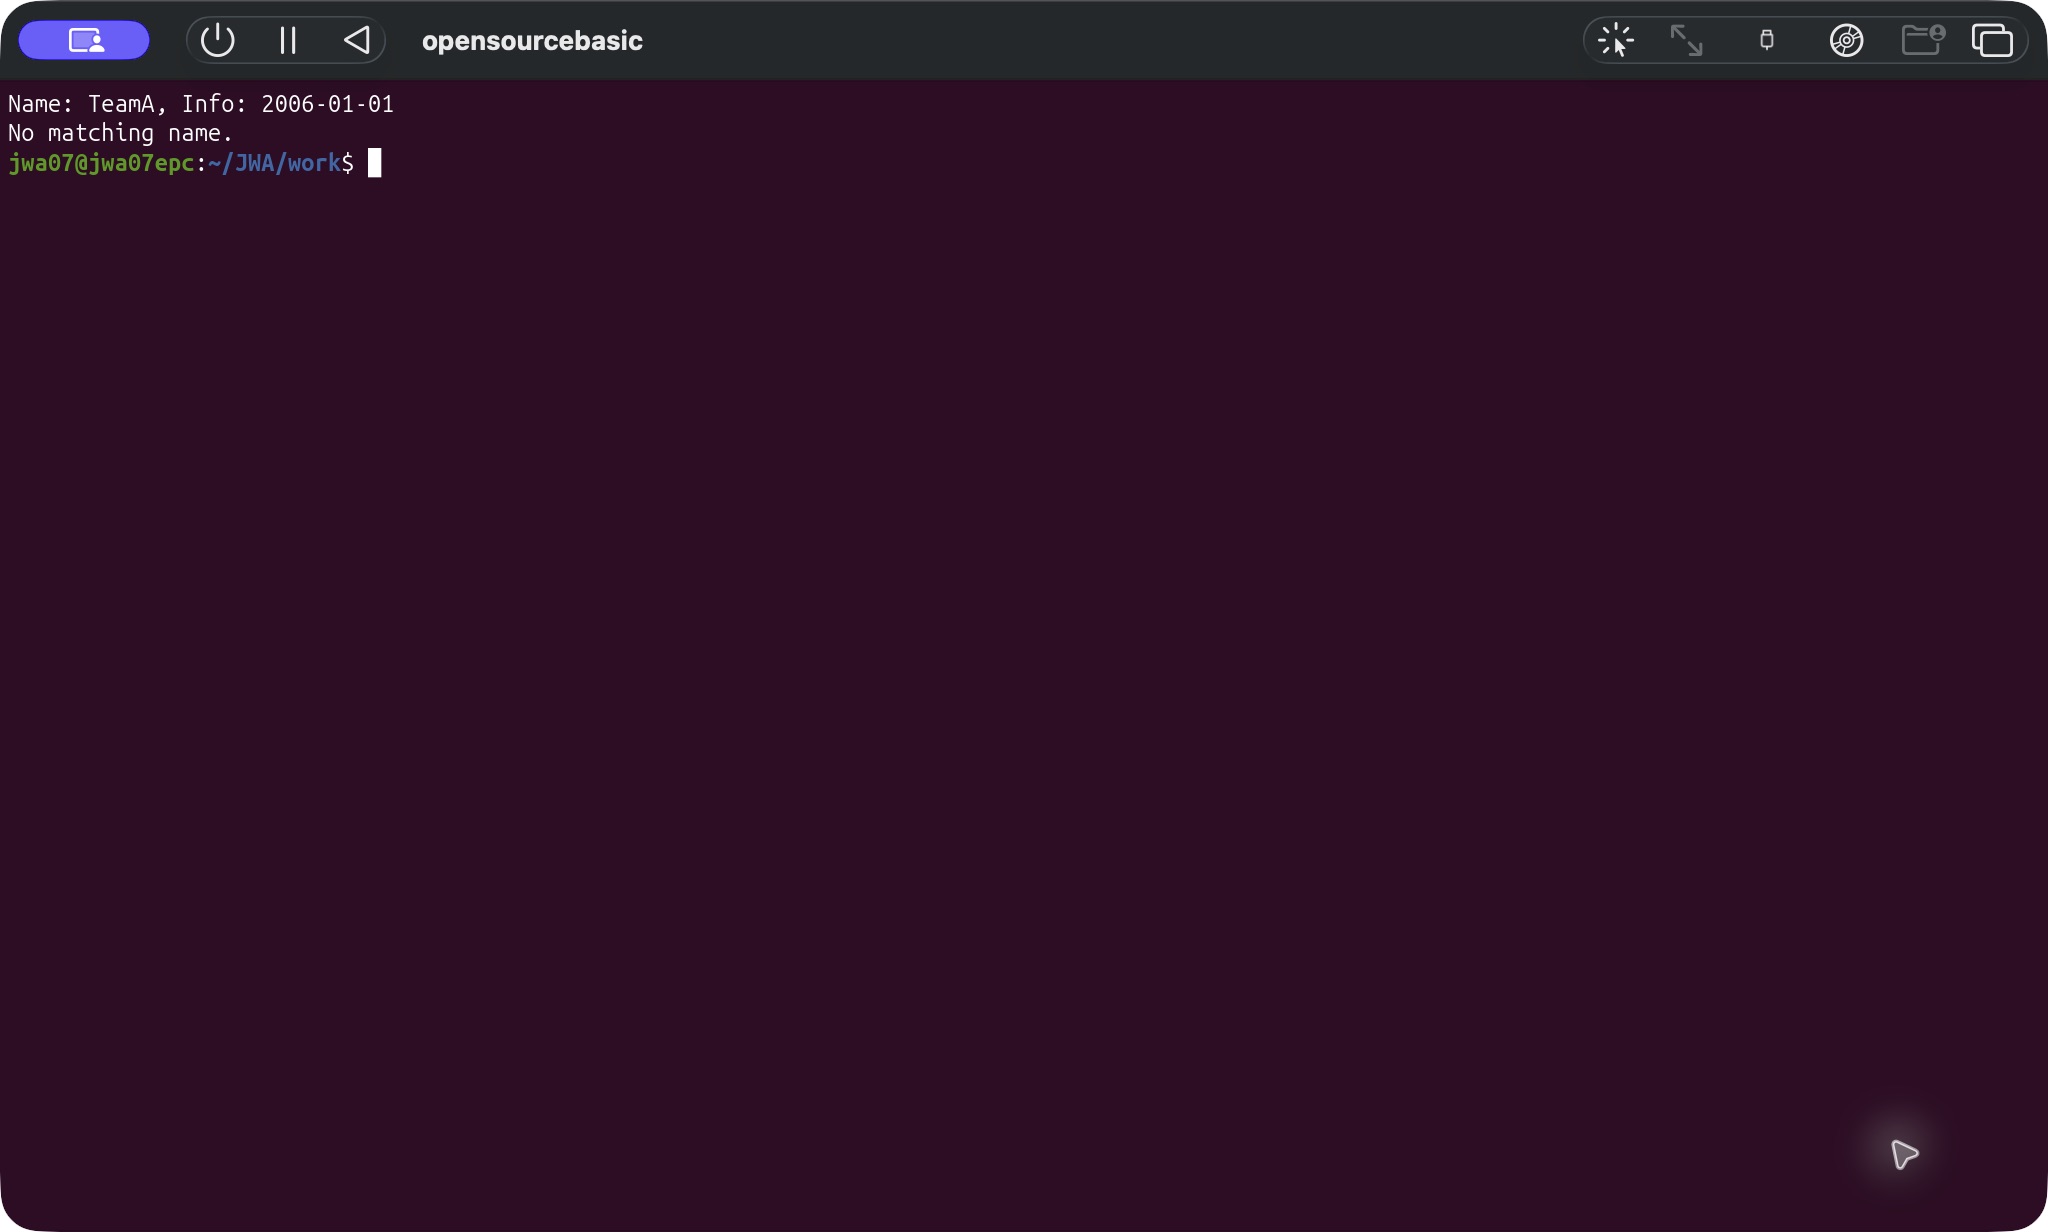 opensourcebasic
Name: TeamA, Info: 2006-01-01
No matching name.
jwa07@jwa07epc:~/JWA/work$